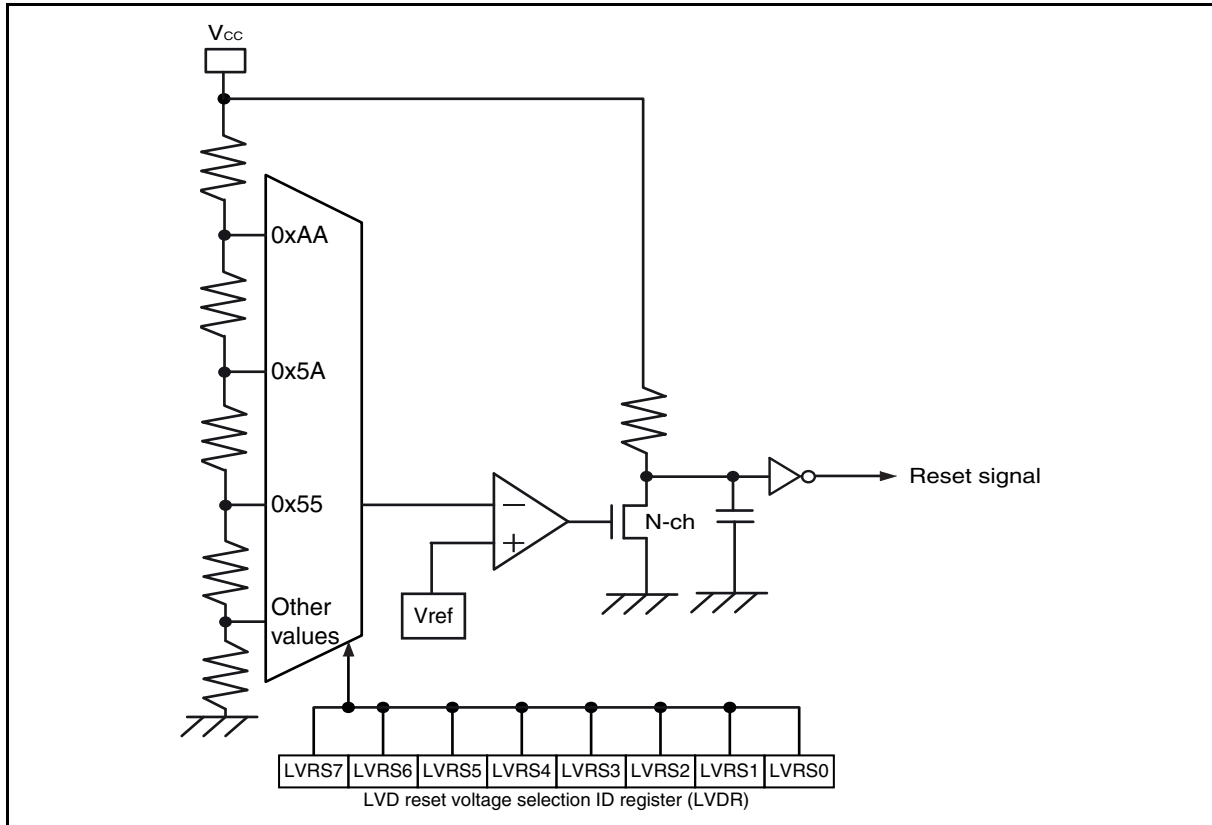 Vcc
0xAA
0x5A
0x55
Other
values
−
+
Vref
N-ch
Reset signal
LVRS7 LVRS6 LVRS5 LVRS4 LVRS3 LVRS2 LVRS1 LVRS0
LVD reset voltage selection ID register (LVDR)